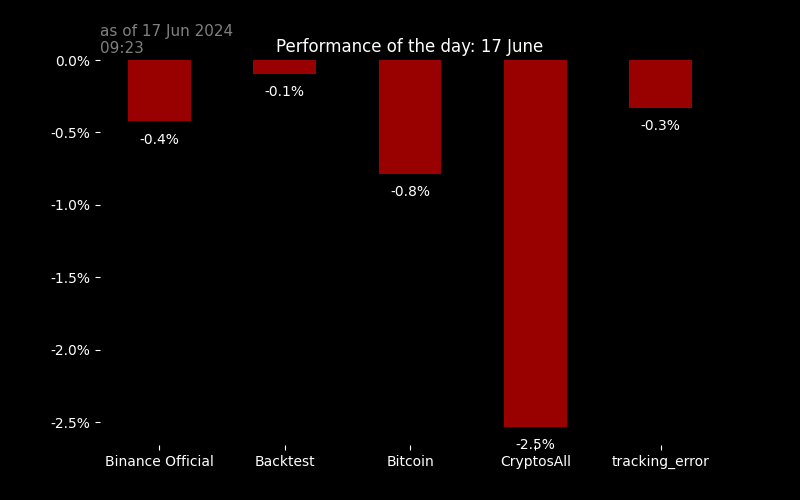 as of 17 Jun 2024
09:23
Performance of the day: 17 June
0.0%
-0.5%
-1.0%
-1.5%
-2.0%
-2.5%
-0.4%
-0.1%
-0.8%
-2.5%
-0.3%
Binance Official
Backtest
Bitcoin
CryptosAll
tracking_error